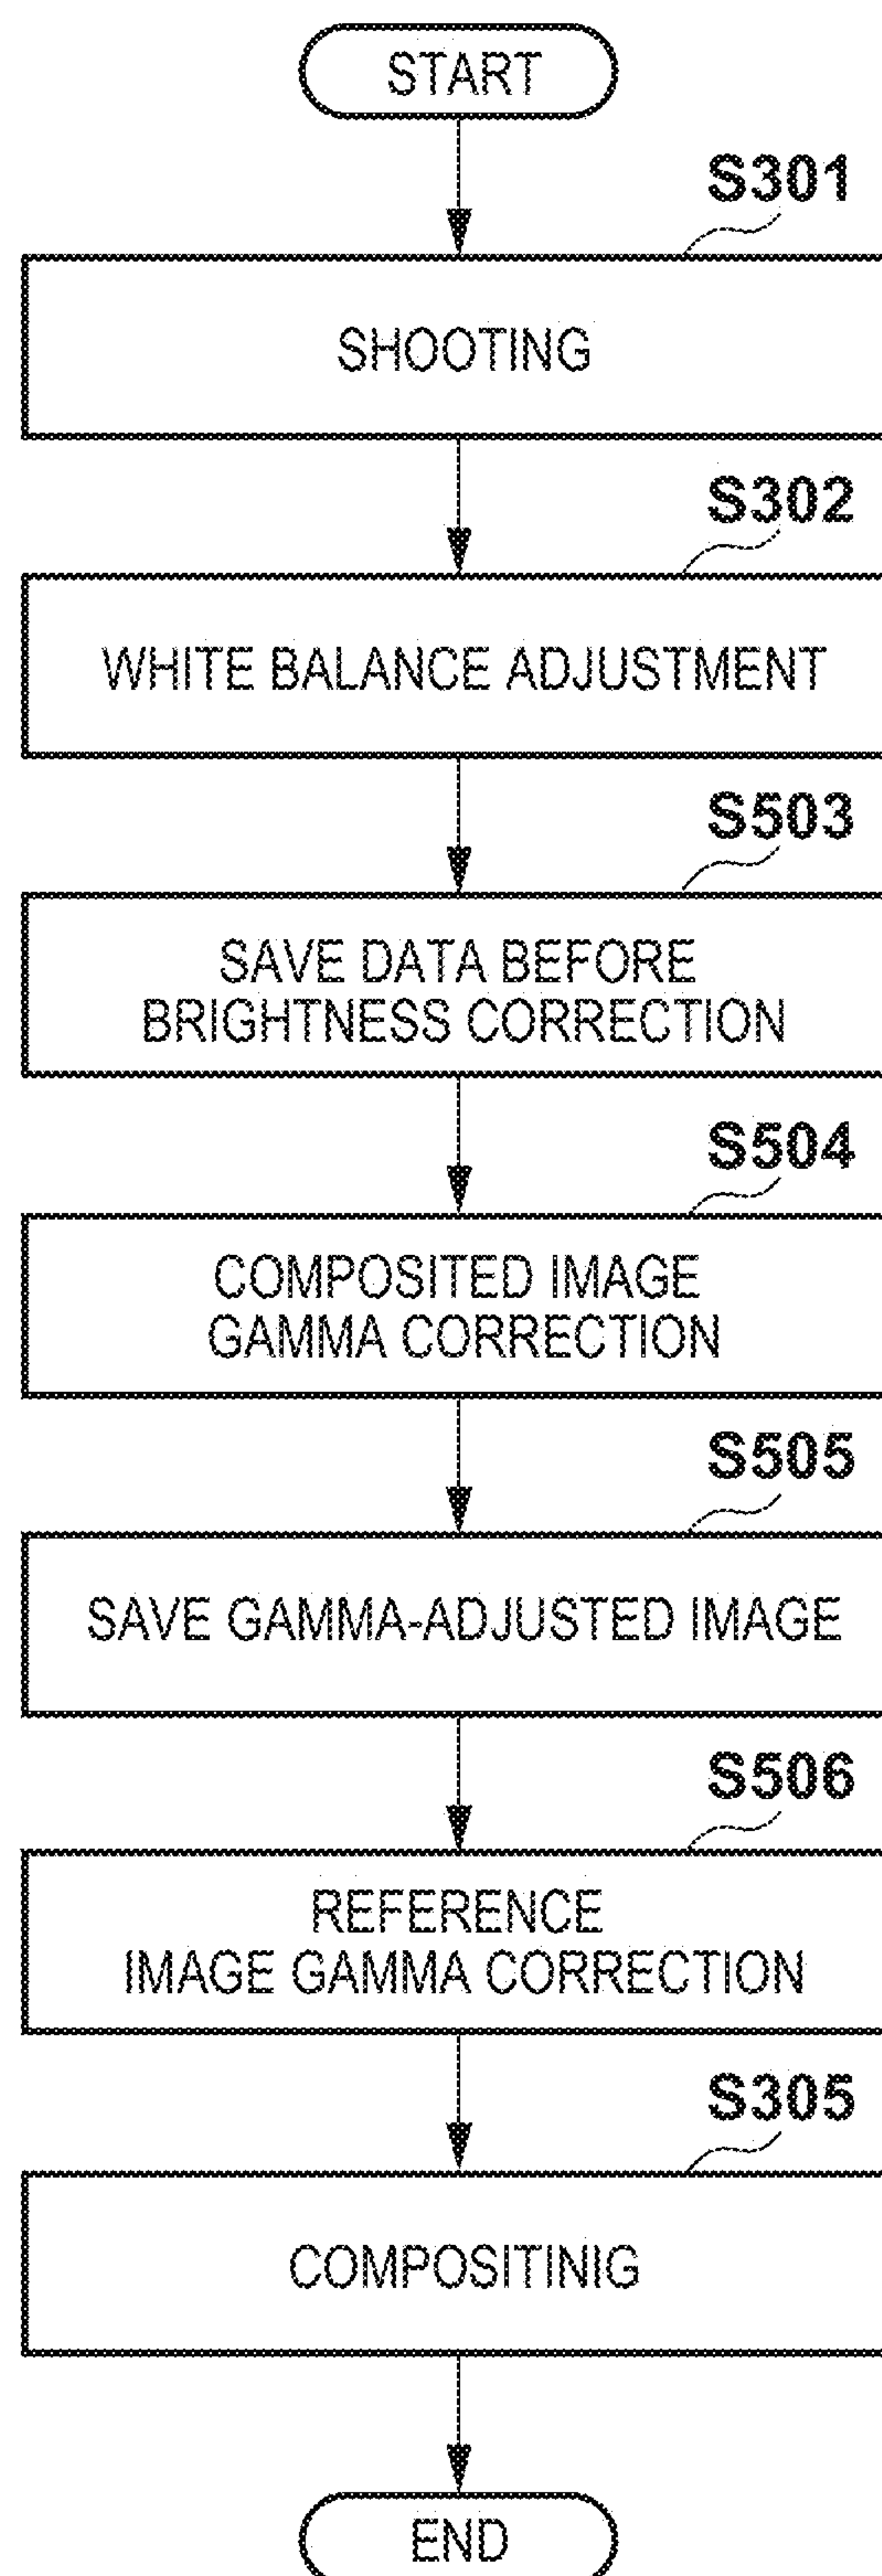 START
S301
SHOOTING
S302
WHITE BALANCE ADJUSTMENT
S503
SAVE DATA BEFORE
BRIGHTNESS CORRECTION
S504
COMPOSITED IMAGE
GAMMA CORRECTION
S505
SAVE GAMMA-ADJUSTED IMAGE
S506
REFERENCE
IMAGE GAMMA CORRECTION
S305
COMPOSITINIG
END